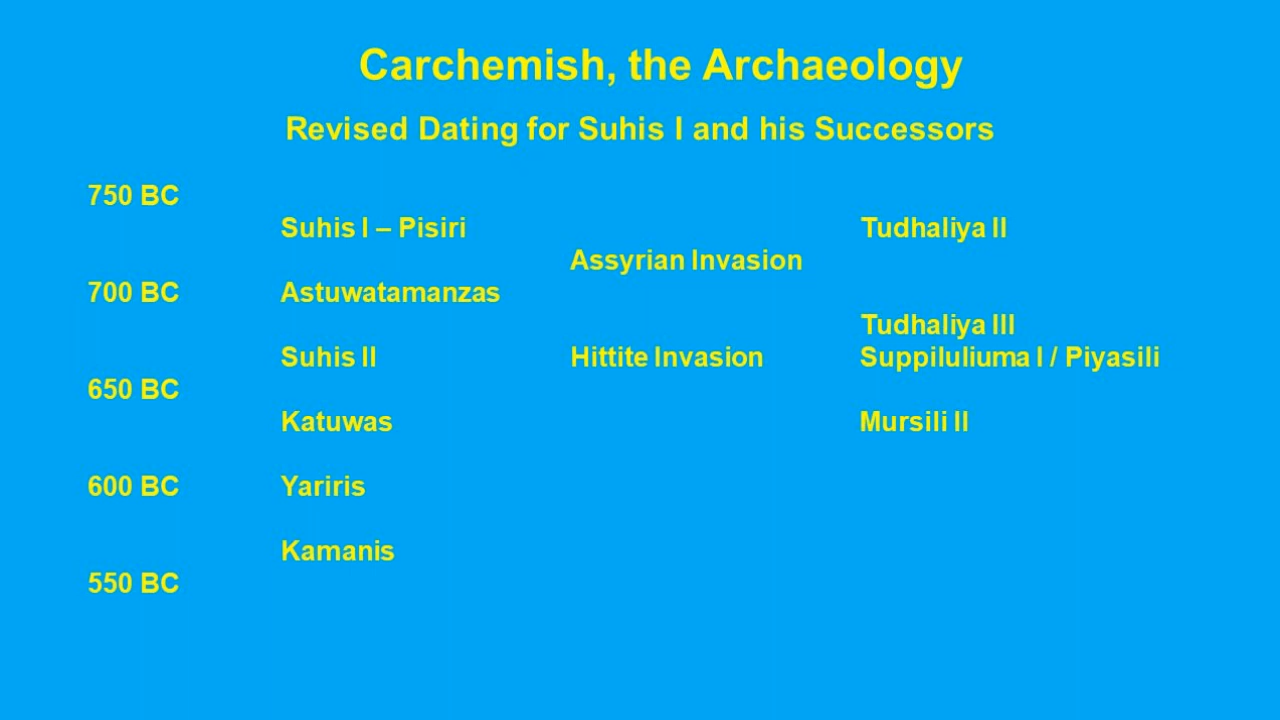 Carchemish, the Archaeology
Revised Dating for Suhis I and his Successors
750 BC
Suhis I – Pisiri Tudhaliya II
Assyrian Invasion
700 BC Astuwatamanzas
Tudhaliya III
Suhis II Hittite Invasion Suppiluliuma I / Piyasili
650 BC
Katuwas Mursili II
600 BC Yariris
Kamanis
550 BC